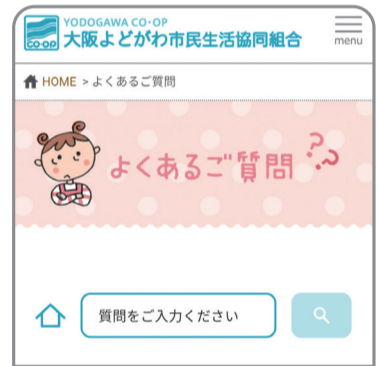 YODOGAWA CO・OP
CO・OP
大阪よどがわ市民生活協同組合
menu
HOME > よくあるご質問
よくあるご質問
??
質問をご入力ください